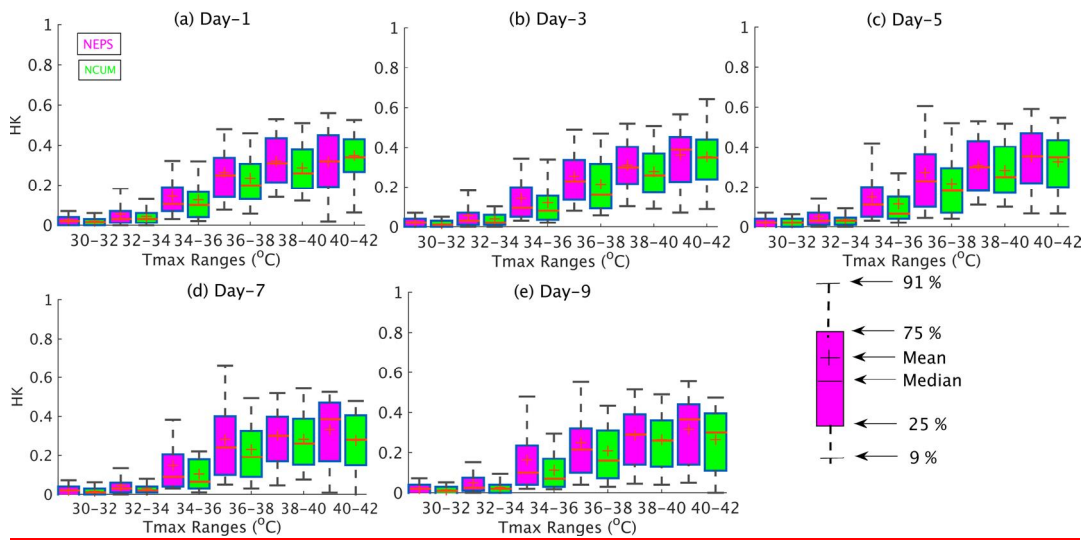 (a) Day-1
(b) Day-3
(c) Day-5
1
0.8
0.6
0.4
0.2
0
HK
NEPS
NCUM
30-32 32-34 34-36 36-38 38-40 40-42
Tmax Ranges (°C)
1
0.8
0.6
0.4
0.2
0
30-32 32-34 34-36 36-38 38-40 40-42
Tmax Ranges (°C)
1
0.8
0.6
0.4
0.2
0
30-32 32-34 34-36 36-38 38-40 40-42
Tmax Ranges (°C)
(d) Day-7
(e) Day-9
1
0.8
0.6
0.4
0.2
0
HK
30-32 32-34 34-36 36-38 38-40 40-42
Tmax Ranges (°C)
1
0.8
0.6
0.4
0.2
0
30-32 32-34 34-36 36-38 38-40 40-42
Tmax Ranges (°C)
91 %
75 %
Mean
Median
25 %
9 %